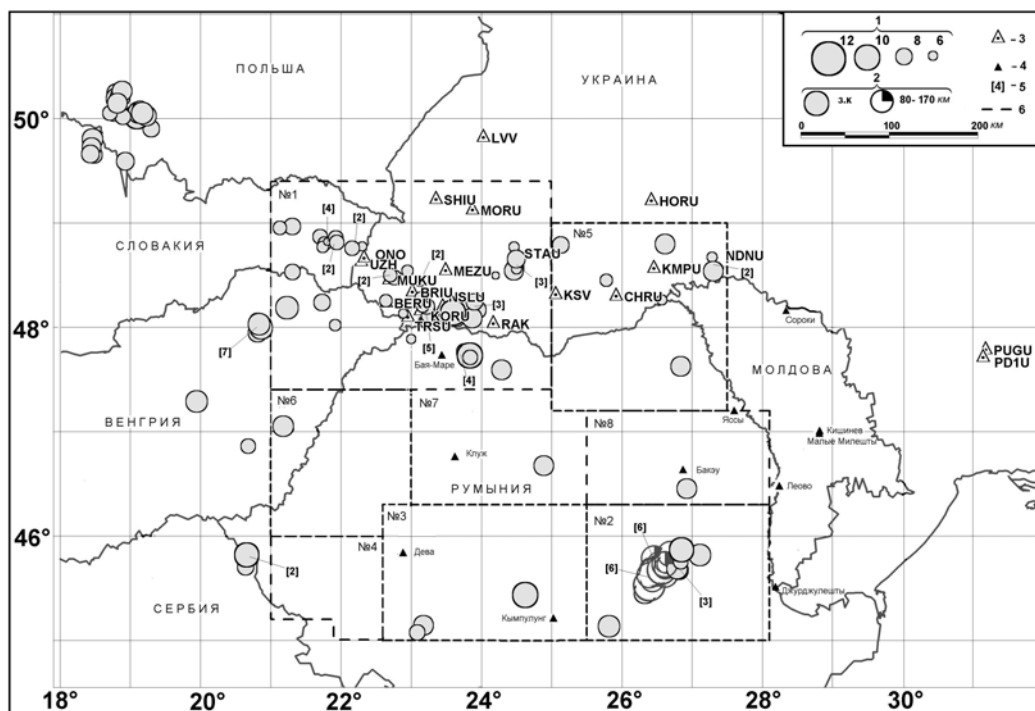 1
12 10 8 6
2
з.к 80- 170 км
0 100 200 км
– 3
– 4
[4] – 5
– 6
ПОЛЬША
УКРАИНА
50°
LVV
№1
SHIU
HORU
MORU
[4]
[2]
№5
СЛОВАКИЯ
ONO
[2]
STAU
NDNU
UZH
[2]
[2]
MUKU
MEZU
[3]
KMPU
[2]
BRIU
KSV
CHRU
BERU
NSLU
[3]
Сороки
48°
KORU
RAK
TRSU
[7]
[5]
PUGU
Бая-Маре
PD1U
[4]
МОЛДОВА
№6
№7
ВЕНГРИЯ
№8
Яссы
Кишинев
Малые Милешты
Клуж
Бакэу
РУМЫНИЯ
Леово
№3
№2
46°
[6]
№4
Дева
[2]
[6]
[3]
СЕРБИЯ
Кымпулунг
Джурджулешты
18° 20° 22° 24° 26° 28° 30°